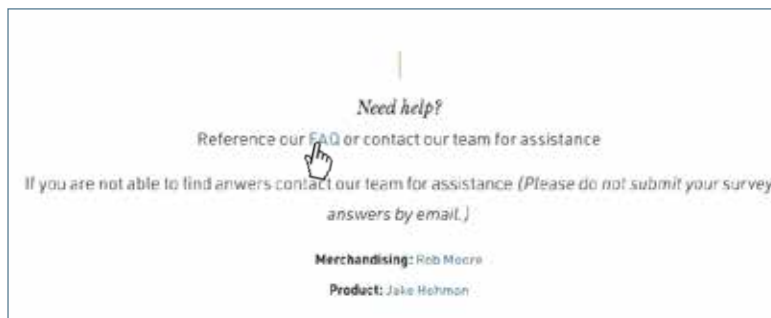 Need help?
Reference our FAQ or contact our team for assistance
If you are not able to find anwers contact our team for assistance (Please do not submit your survey
answers by email.)
Merchandising: Rob Moore
Product: Jake Hohman